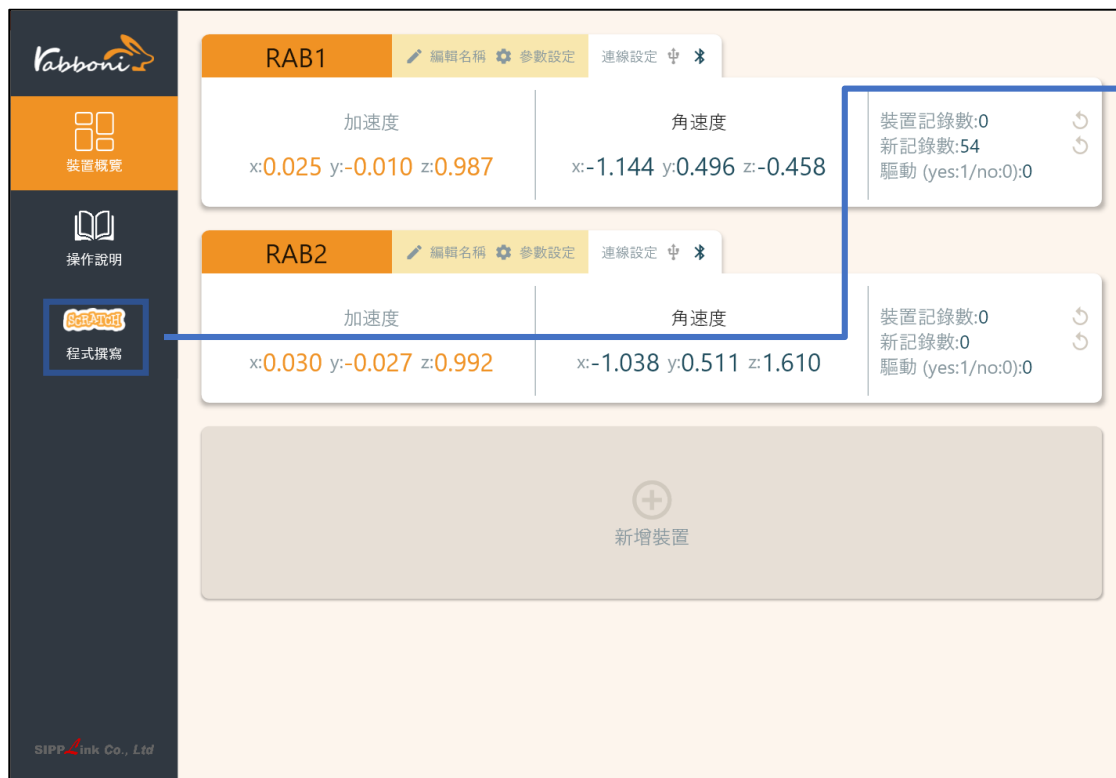 rabboni
裝置概覽
操作說明
SCRATCH
程式撰寫
SIPPLink Co., Ltd
RAB1 編輯名稱 參數設定 連線設定
加速度 角速度
x:0.025 y:-0.010 z:0.987 x:-1.144 y:0.496 z:-0.458
裝置記錄數:0
新記錄數:54
驅動 (yes:1/no:0):0
RAB2 編輯名稱 參數設定 連線設定
加速度 角速度
x:0.030 y:-0.027 z:0.992 x:-1.038 y:0.511 z:1.610
裝置記錄數:0
新記錄數:0
驅動 (yes:1/no:0):0
新增裝置